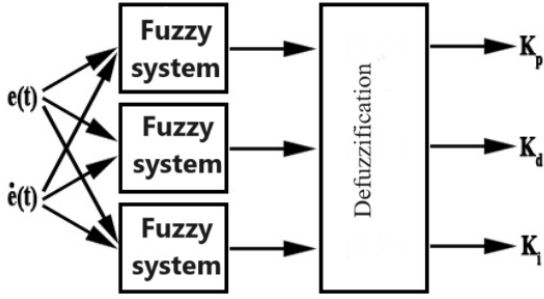 Fuzzy
system
e(t)
Fuzzy
system
ė(t)
Fuzzy
system
Defuzzification
Kp
Kd
Ki